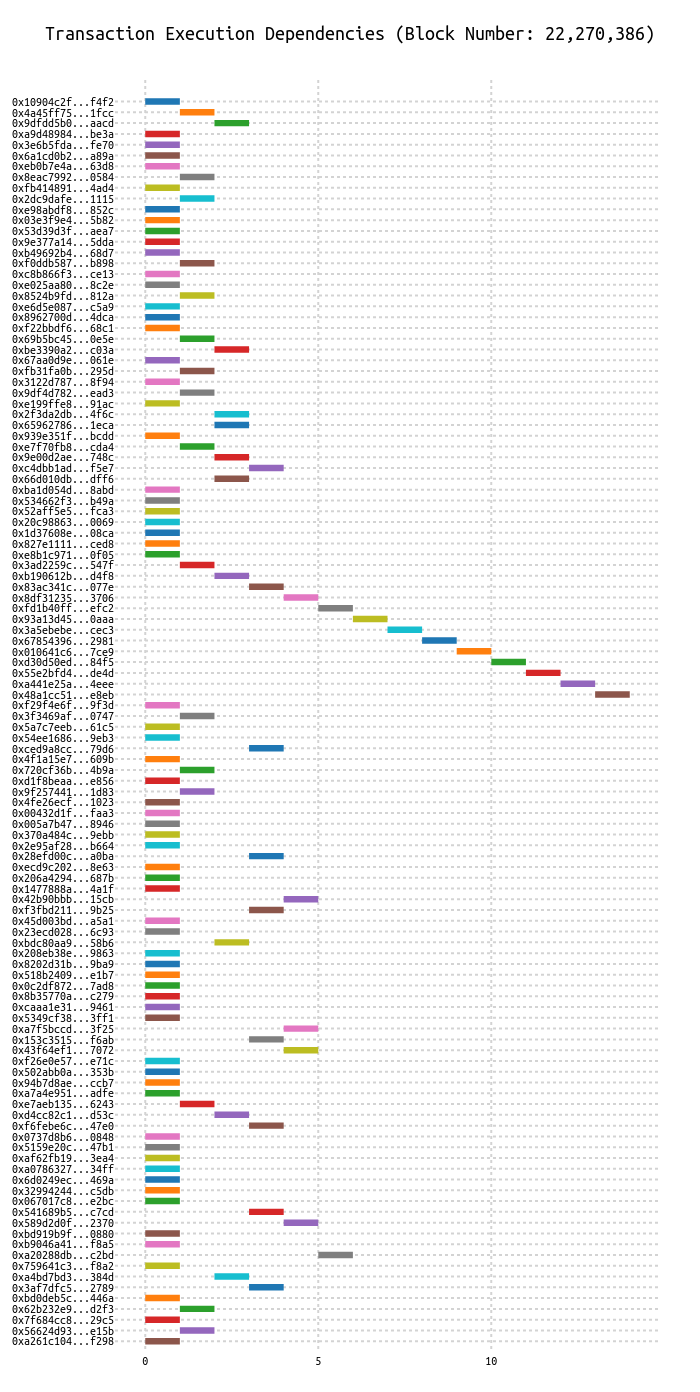 Transaction Execution Dependencies (Block Number: 22,270,386)
0x10904c2f...f4f2
0x4a45ff75...1fcc
0x9dfdd5b0...aacd
0xa9d48984...be3a
0x3e6b5fda...fe70
0x6a1cd0b2...a89a
0xeb0b7e4a...63d8
0x8eac7992...0584
0xfb414891...4ad4
0x2dc9dafe...1115
0xe98abdf8...852c
0x03e3f9e4...5b82
0x53d39d3f...aea7
0x9e377a14...5dda
0xb49692b4...68d7
0xf0ddb587...b898
0xc8b866f3...ce13
0xe025aa80...8c2e
0x8524b9fd...812a
0xe6d5e087...c5a9
0x8962700d...4dca
0xf22bbdf6...68c1
0x69b5bc45...0e5e
0xbe3390a2...c03a
0x67aa0d9e...061e
0xfb31fa0b...295d
0x3122d787...8f94
0x9df4d782...ead3
0xe199ffe8...91ac
0x2f3da2db...4f6c
0x65962786...1eca
0x939e351f...bcdd
0xe7f70fb8...cda4
0x9e00d2ae...748c
0xc4dbb1ad...f5e7
0x66d010db...dff6
0xba1d054d...8abd
0x534662f3...b49a
0x52aff5e5...fca3
0x20c98863...0069
0x1d37608e...08ca
0x827e1111...ced8
0xe8b1c971...0f05
0x3ad2259c...547f
0xb190612b...d4f8
0x83ac341c...077e
0x8df31235...3706
0xfd1b40ff...efc2
0x93a13d45...0aaa
0x3a5ebebe...cec3
0x67854396...2981
0x010641c6...7ce9
0xd30d50ed...84f5
0x55e2bfd4...de4d
0xa441e25a...4eee
0x48a1cc51...e8eb
0xf29f4e6f...9f3d
0x3f3469af...0747
0x5a7c7eeb...61c5
0x54ee1686...9eb3
0xced9a8cc...79d6
0x4f1a15e7...609b
0x720cf36b...4b9a
0xd1f8beaa...e856
0x9f257441...1d83
0x4fe26ecf...1023
0x00432d1f...faa3
0x005a7b47...8946
0x370a484c...9ebb
0x2e95af28...b664
0x28efd00c...a0ba
0xecd9c202...8e63
0x206a4294...687b
0x1477888a...4a1f
0x42b90bbb...15cb
0xf3fbd211...9b25
0x45d003bd...a5a1
0x23ecd028...6c93
0xbdc80aa9...58b6
0x208eb38e...9863
0x8202d31b...9ba9
0x518b2409...e1b7
0x0c2df872...7ad8
0x8b35770a...c279
0xcaaa1e31...9461
0x5349cf38...3ff1
0xa7f5bccd...3f25
0x153c3515...f6ab
0x43f64ef1...7072
0xf26e0e57...e71c
0x502abb0a...353b
0x94b7d8ae...ccb7
0xa7a4e951...adfe
0xe7aeb135...6243
0xd4cc82c1...d53c
0xf6febe6c...47e0
0x0737d8b6...0848
0x5159e20c...47b1
0xaf62fb19...3ea4
0xa0786327...34ff
0x6d0249ec...469a
0x32994244...c5db
0x067017c8...e2bc
0x541689b5...c7cd
0x589d2d0f...2370
0xbd919b9f...0880
0xb9046a41...f8a5
0xa20288db...c2bd
0x759641c3...f8a2
0xa4bd7bd3...384d
0x3af7dfc5...2789
0xbd0deb5c...446a
0x62b232e9...d2f3
0x7f684cc8...29c5
0x56624d93...e15b
0xa261c104...f298
0 5 10